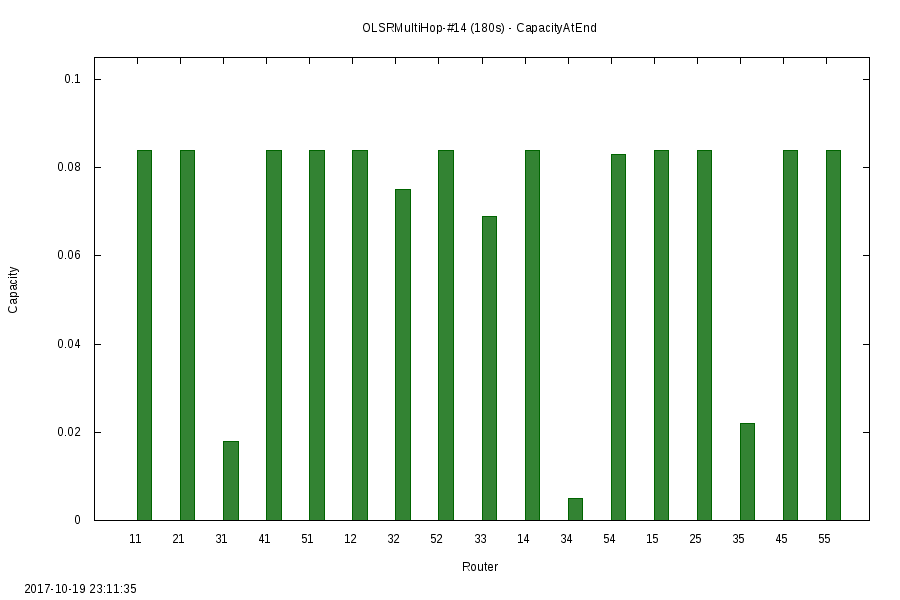 OLSRMultiHop-#14 (180s) - CapacityAtEnd
0.1
0.08
0.06
0.04
0.02
0
Capacity
11 21 31 41 51 12 32 52 33 14 34 54 15 25 35 45 55
Router
2017-10-19 23:11:35